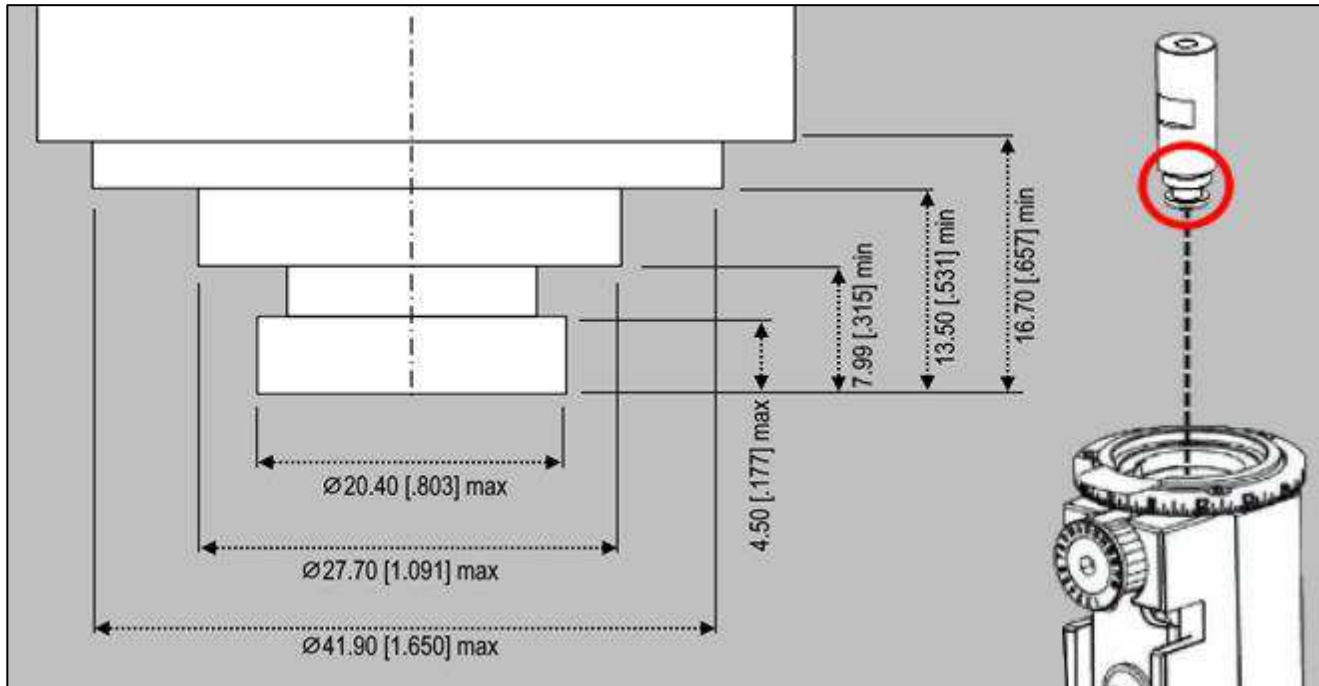 Ø20.40 [.803] max
Ø27.70 [1.091] max
Ø41.90 [1.650] max
4.50 [.177] max
7.99 [.315] min
13.50 [.531] min
16.70 [.657] min